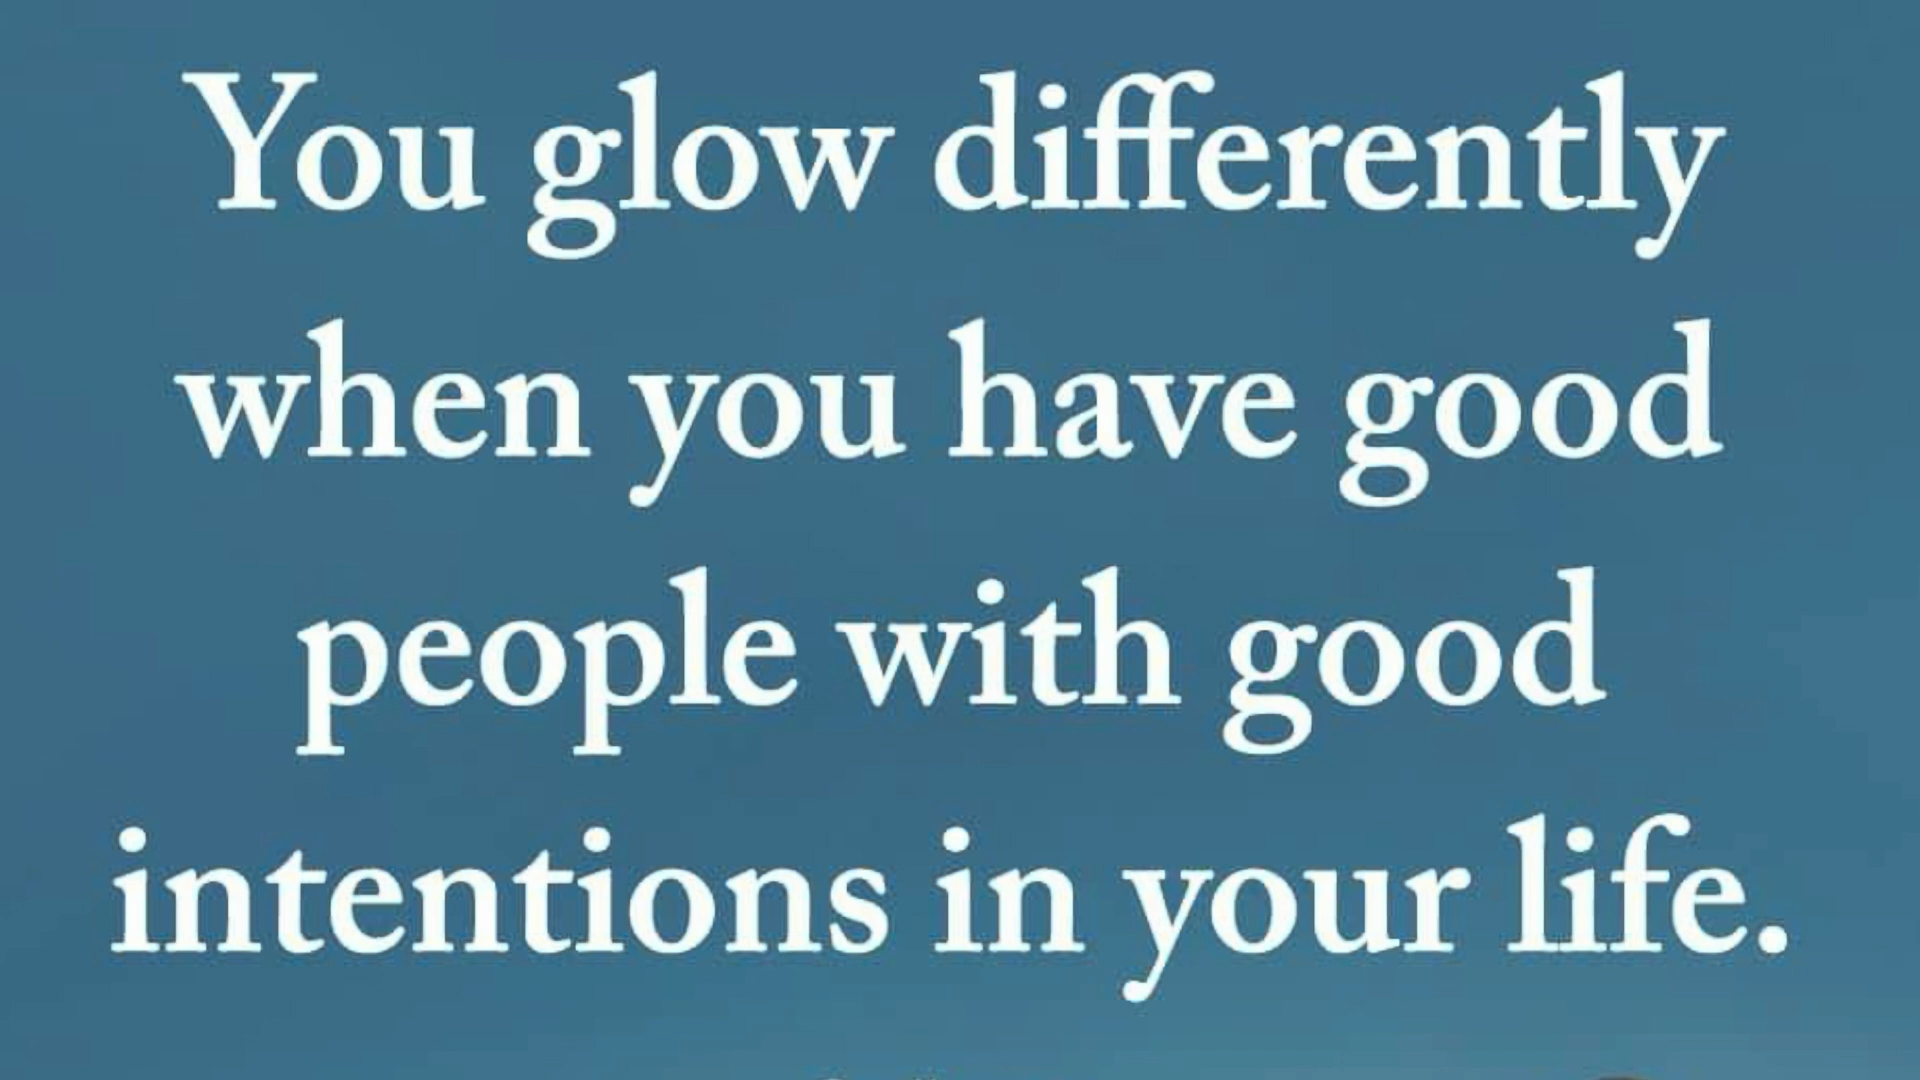 You glow differently
when you have good
people with good
intentions in your life.